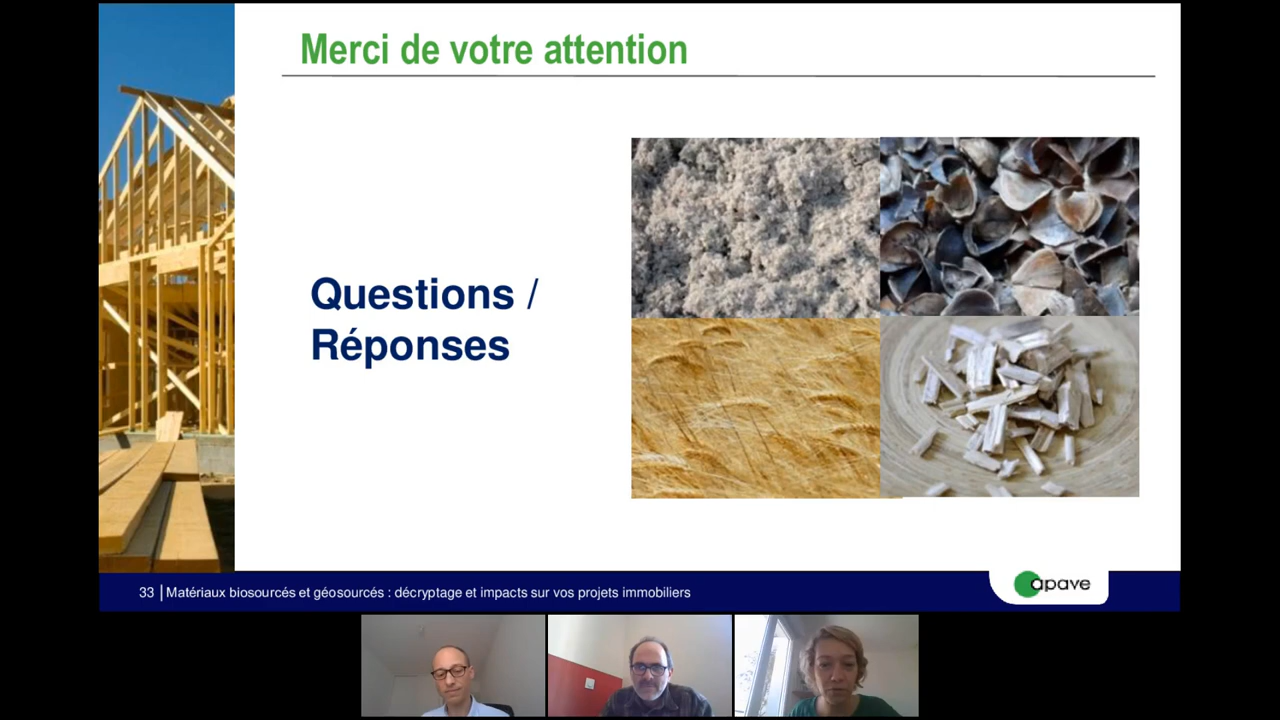 Merci de votre attention
Questions /
Réponses
33 | Matériaux biosourcés et géosourcés : décryptage et impacts sur vos projets immobiliers
apave